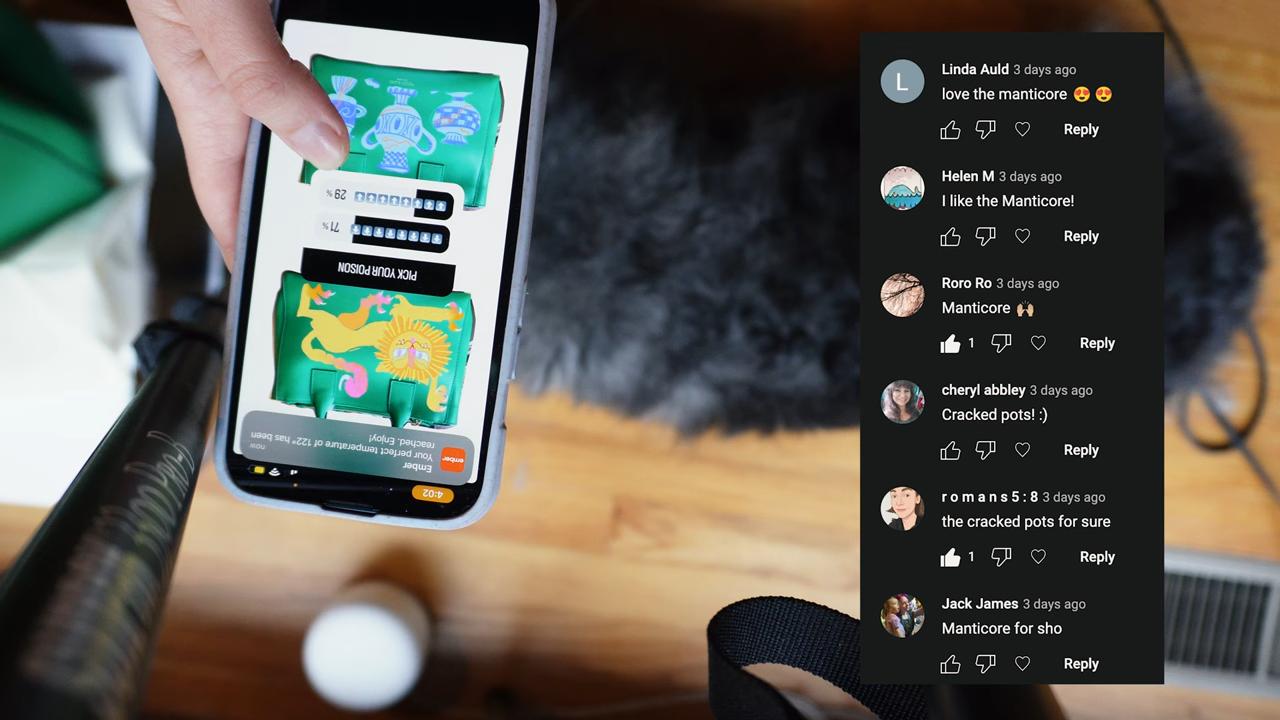 29%
71%
PICK YOUR POISON
now
Ember
Your perfect temperature of 122° has been
reached. Enjoy!
ember
4:02
L
Linda Auld 3 days ago
love the manticore 😍 😍
Reply
Helen M 3 days ago
I like the Manticore!
Reply
Roro Ro 3 days ago
Manticore 🙌🏼
1
Reply
cheryl abbley 3 days ago
Cracked pots! :)
Reply
r o m a n s 5 : 8 3 days ago
the cracked pots for sure
1
Reply
Jack James 3 days ago
Manticore for sho
Reply